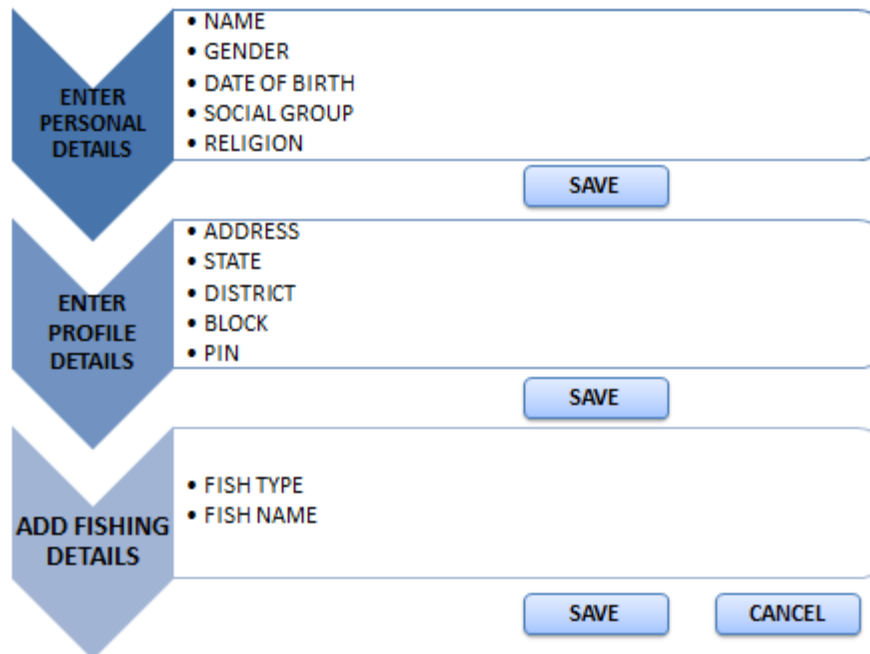 ENTER
PERSONAL
DETAILS
• NAME
• GENDER
• DATE OF BIRTH
• SOCIAL GROUP
• RELIGION
SAVE
ENTER
PROFILE
DETAILS
• ADDRESS
• STATE
• DISTRICT
• BLOCK
• PIN
SAVE
ADD FISHING
DETAILS
• FISH TYPE
• FISH NAME
SAVE CANCEL